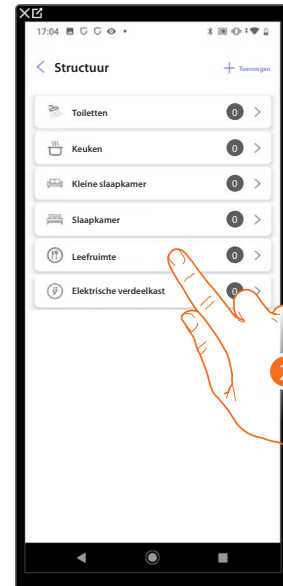 17:04
Structuur
Toevoegen
Toiletten 0
Keuken 0
Kleine slaapkamer 0
Slaapkamer 0
Leefruimte 0
Elektrische verdeelkast 0